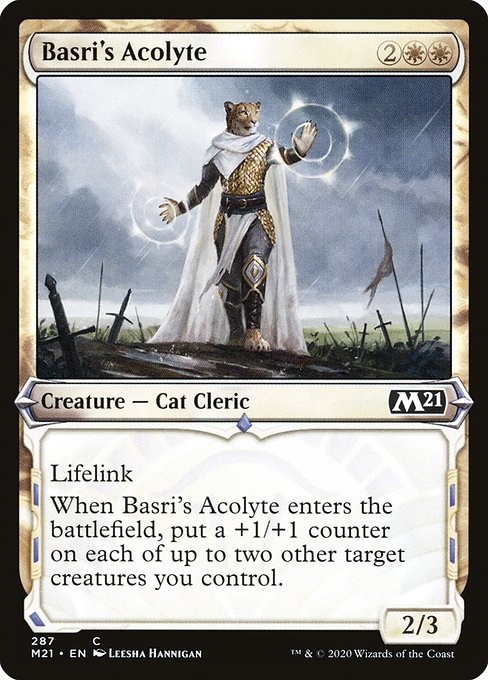 Basri's Acolyte 2
Creature — Cat Cleric M21
Lifelink
When Basri's Acolyte enters the
battlefield, put a +1/+1 counter
on each of up to two other target
creatures you control.
2/3
287 C
M21 • EN Leesha Hannigan ™ & © 2020 Wizards of the Coast